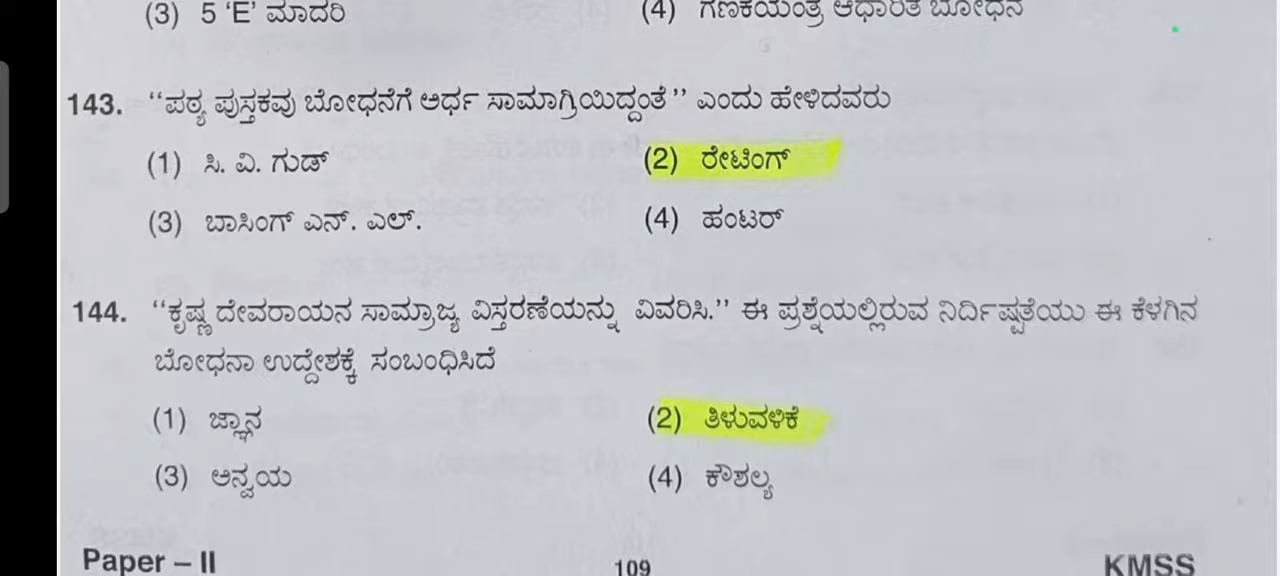 (3) 5 ‘E’ ಮಾದರಿ (4) ಗಣಕಯಂತ್ರ ಆಧಾರಿತ ಬೋಧನೆ
143. “ಪಠ್ಯ ಪುಸ್ತಕವು ಬೋಧನೆಗೆ ಅರ್ಧ ಸಾಮಾಗ್ರಿಯಿದ್ದಂತೆ” ಎಂದು ಹೇಳಿದವರು
(1) ಸಿ. ವಿ. ಗುಡ್ (2) ರೇಟಿಂಗ್
(3) ಬಾಸಿಂಗ್ ಎನ್. ಎಲ್. (4) ಹಂಟರ್
144. “ಕೃಷ್ಣ ದೇವರಾಯನ ಸಾಮ್ರಾಜ್ಯ ವಿಸ್ತರಣೆಯನ್ನು ವಿವರಿಸಿ.” ಈ ಪ್ರಶ್ನೆಯಲ್ಲಿರುವ ನಿರ್ದಿಷ್ಟತೆಯು ಈ ಕೆಳಗಿನ
ಬೋಧನಾ ಉದ್ದೇಶಕ್ಕೆ ಸಂಬಂಧಿಸಿದೆ
(1) ಜ್ಞಾನ (2) ತಿಳುವಳಿಕೆ
(3) ಅನ್ವಯ (4) ಕೌಶಲ್ಯ
Paper – II 109 KMSS